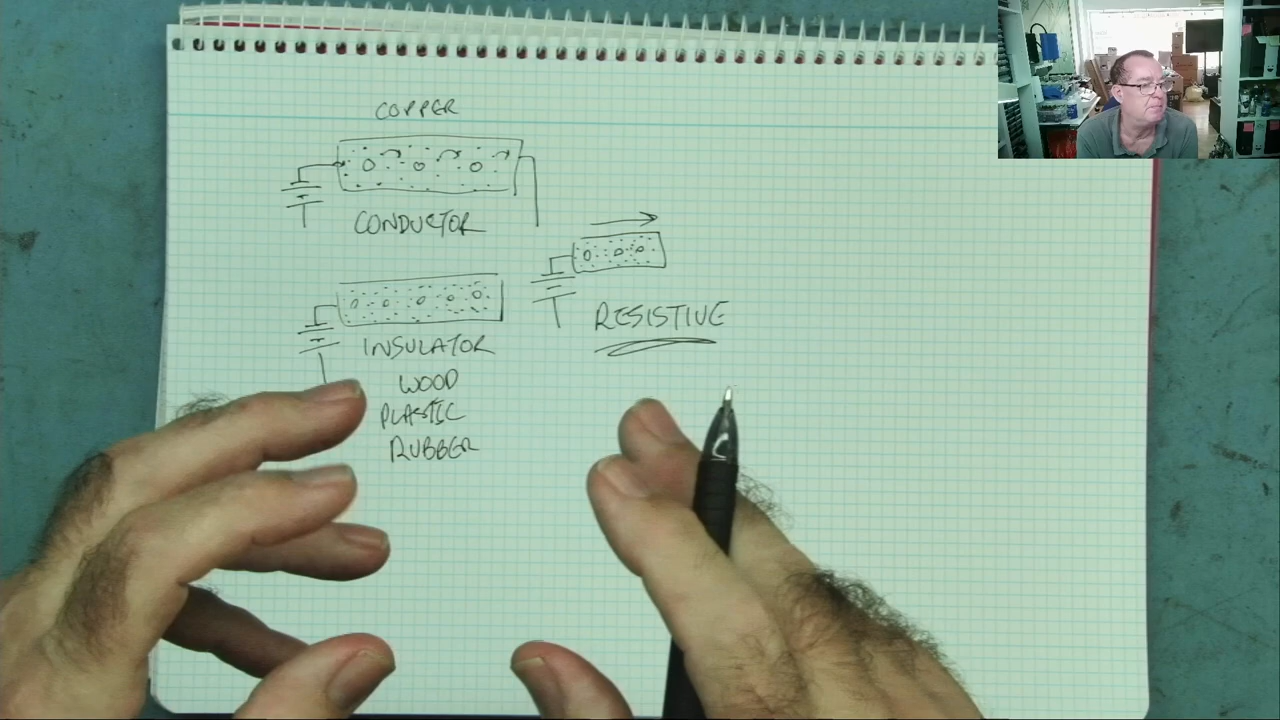 COPPER
CONDUCTOR
INSULATOR
WOOD
PLASTIC
RUBBER
RESISTIVE